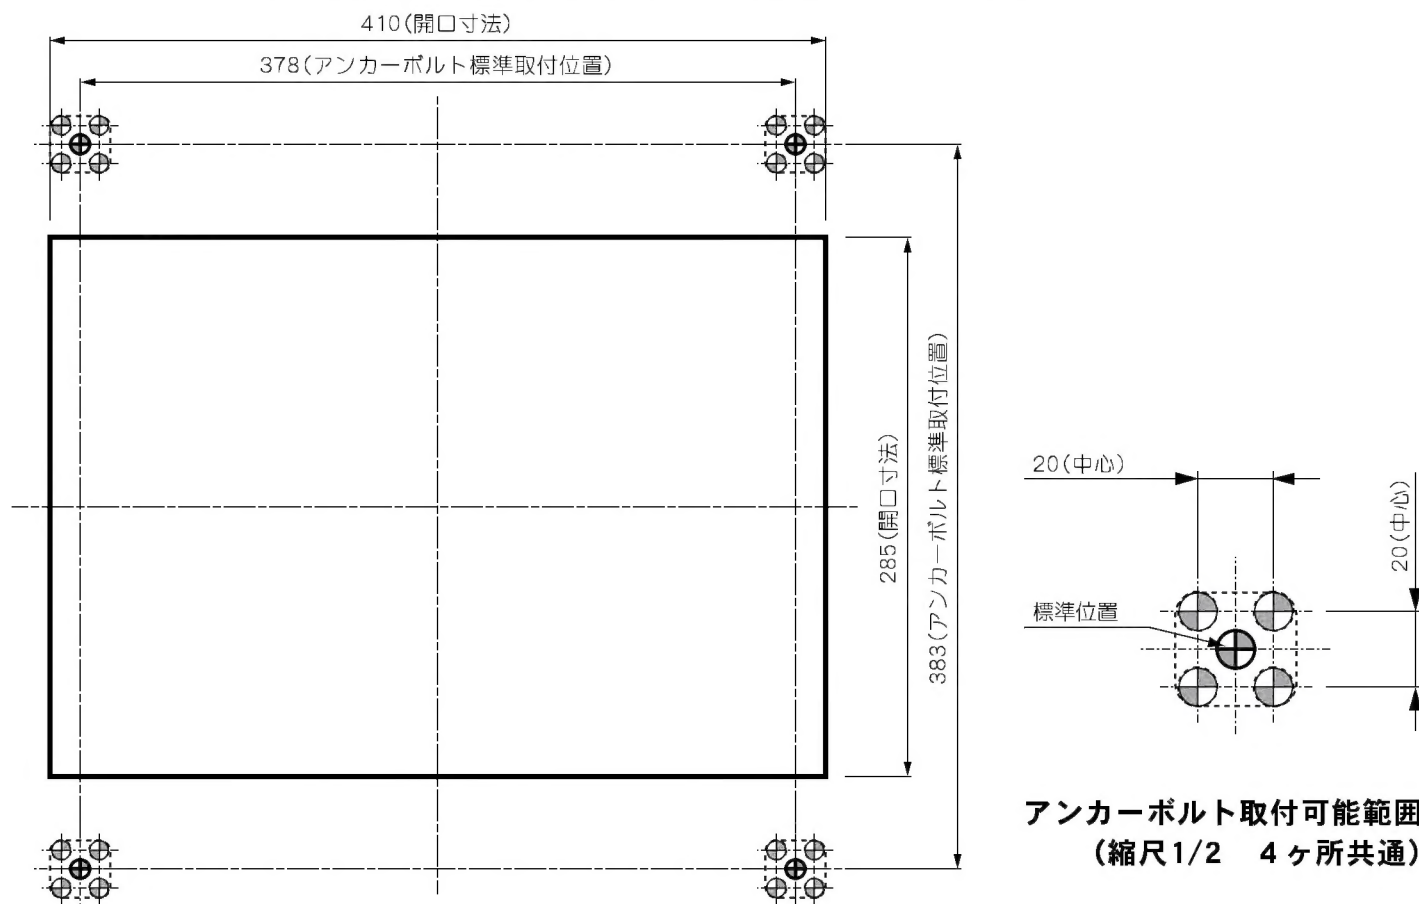 410(開口寸法)
378(アンカーボルト標準取付位置)
285(開口寸法)
383(アンカーボルト標準取付位置)
20(中心)
20(中心)
標準位置
アンカーボルト取付可能範囲
(縮尺1/2 4ヶ所共通)